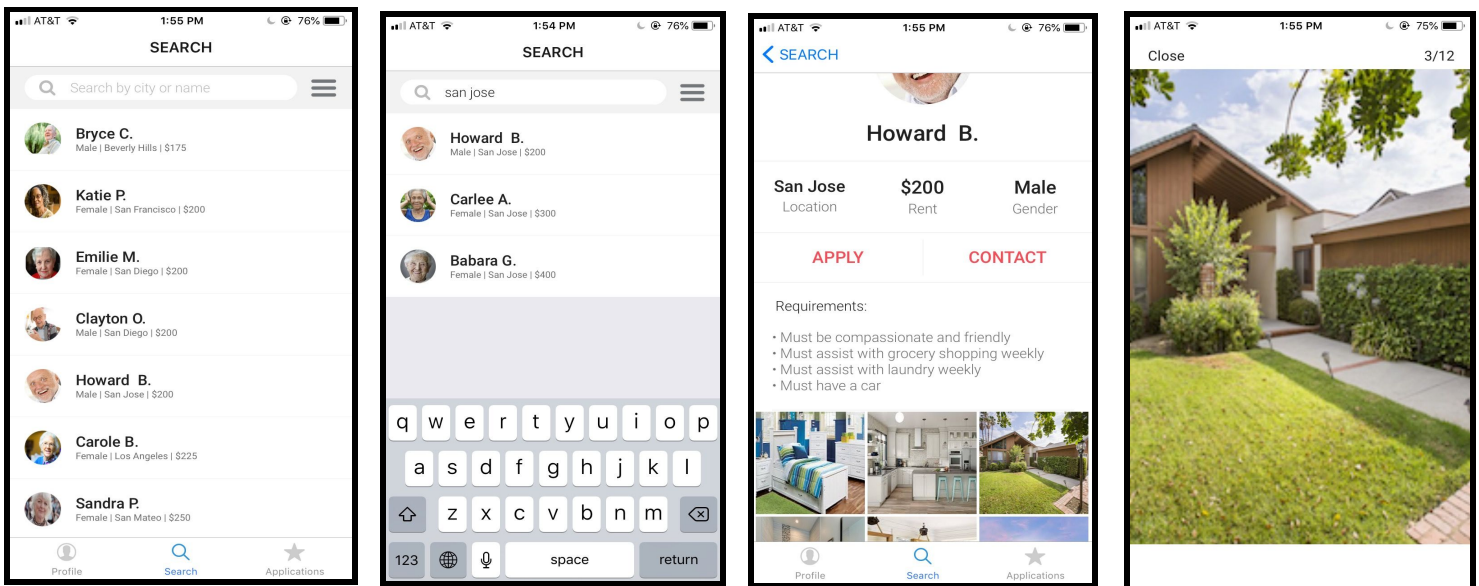 AT&T 1:55 PM 76%
SEARCH
Search by city or name
Bryce C.
Male | Beverly Hills | $175
Katie P.
Female | San Francisco | $200
Emilie M.
Female | San Diego | $200
Clayton O.
Male | San Diego | $200
Howard B.
Male | San Jose | $200
Carole B.
Female | Los Angeles | $225
Sandra P.
Female | San Mateo | $250
Profile Search Applications
AT&T 1:54 PM 76%
SEARCH
san jose
Howard B.
Male | San Jose | $200
Carlee A.
Female | San Jose | $300
Babara G.
Female | San Jose | $400
q w e r t y u i o p
a s d f g h j k l
z x c v b n m
123 space return
AT&T 1:55 PM 76%
SEARCH
Howard B.
San Jose $200 Male
Location Rent Gender
APPLY CONTACT
Requirements:
• Must be compassionate and friendly
• Must assist with grocery shopping weekly
• Must assist with laundry weekly
• Must have a car
Profile Search Applications
AT&T 1:55 PM 75%
Close 3/12